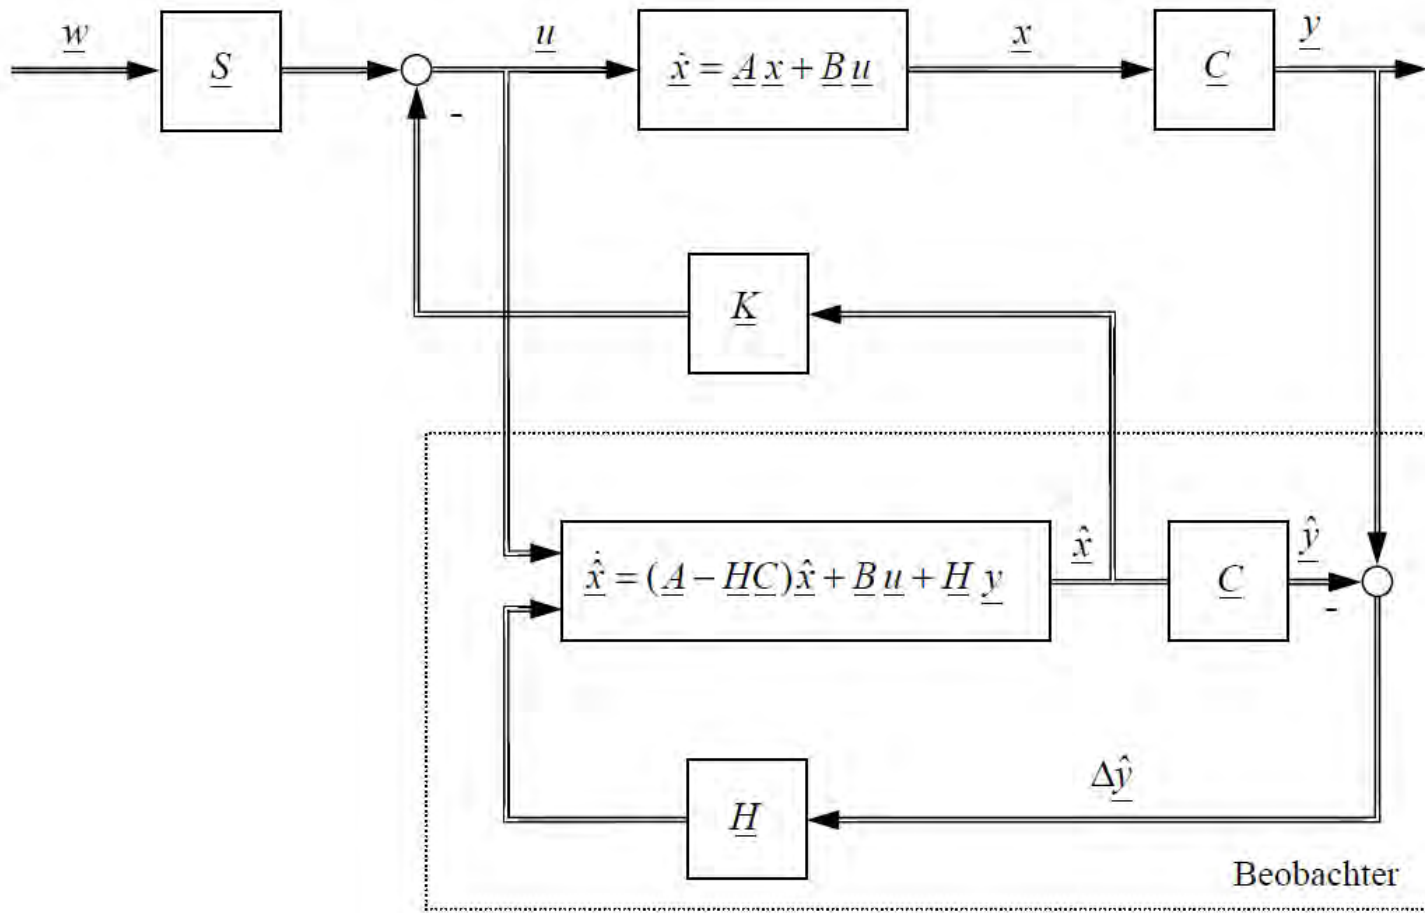 w
S
u
ẋ = A x + B u
x
C
y
-
K
x̂̇ = (A − HC)x̂ + B u + H y
x̂
C
ŷ
-
H
Δŷ
Beobachter